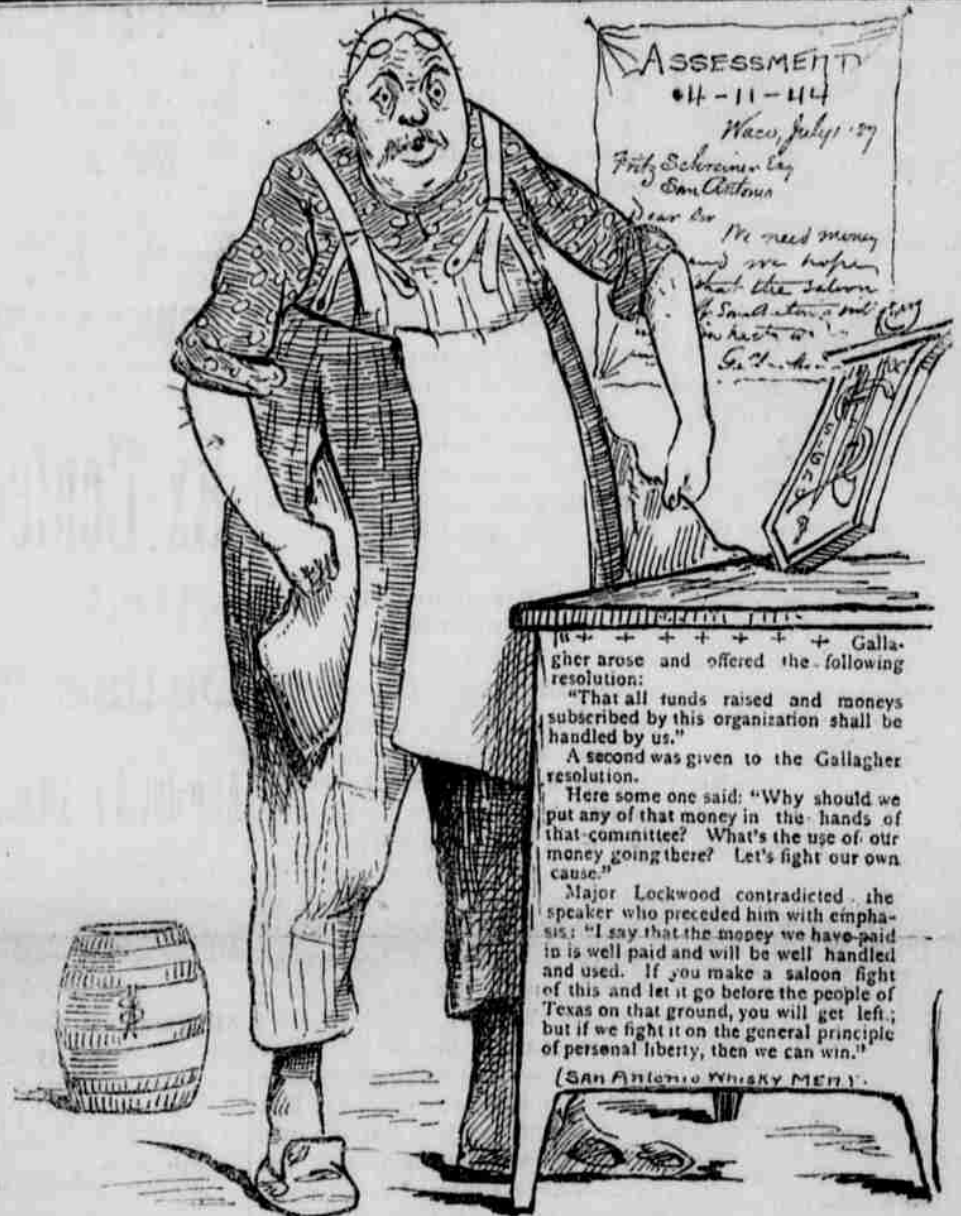 ASSESSMENT
4-11-44
Waco, July 1
Fritz Schreiner Esq
San Antonio
Dear Sir
We need money
and we hope
that the saloon
of San Antonio will
Galla-
gher arose and offered the following
resolution:
"That all funds raised and moneys
subscribed by this organization shall be
handled by us."
A second was given to the Gallagher
resolution.
Here some one said: "Why should we
put any of that money in the hands of
that committee? What's the use of our
money going there? Let's fight our own
cause."
Major Lockwood contradicted the
speaker who preceded him with empha-
sis: "I say that the money we have paid
in is well paid and will be well handled
and used. If you make a saloon fight
of this and let it go before the people of
Texas on that ground, you will get left;
but if we fight it on the general principle
of personal liberty, then we can win."
(SAN ANTONIO WHISKY MEN).
$